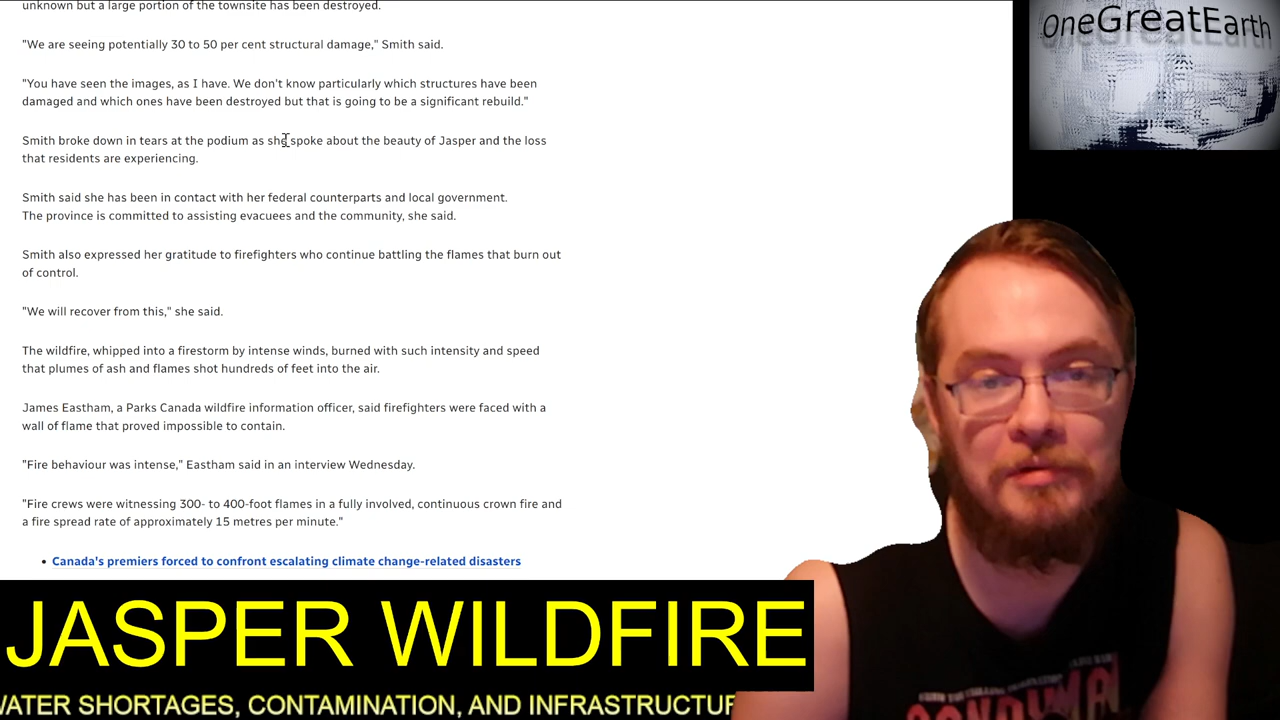 unknown but a large portion of the townsite has been destroyed.
"We are seeing potentially 30 to 50 per cent structural damage," Smith said.
"You have seen the images, as I have. We don't know particularly which structures have been
damaged and which ones have been destroyed but that is going to be a significant rebuild."
Smith broke down in tears at the podium as she spoke about the beauty of Jasper and the loss
that residents are experiencing.
Smith said she has been in contact with her federal counterparts and local government.
The province is committed to assisting evacuees and the community, she said.
Smith also expressed her gratitude to firefighters who continue battling the flames that burn out
of control.
"We will recover from this," she said.
The wildfire, whipped into a firestorm by intense winds, burned with such intensity and speed
that plumes of ash and flames shot hundreds of feet into the air.
James Eastham, a Parks Canada wildfire information officer, said firefighters were faced with a
wall of flame that proved impossible to contain.
"Fire behaviour was intense," Eastham said in an interview Wednesday.
"Fire crews were witnessing 300- to 400-foot flames in a fully involved, continuous crown fire and
a fire spread rate of approximately 15 metres per minute."
• Canada's premiers forced to confront escalating climate change-related disasters
OneGreatEarth
JASPER WILDFIRE
WATER SHORTAGES, CONTAMINATION, AND INFRASTRUCTUR